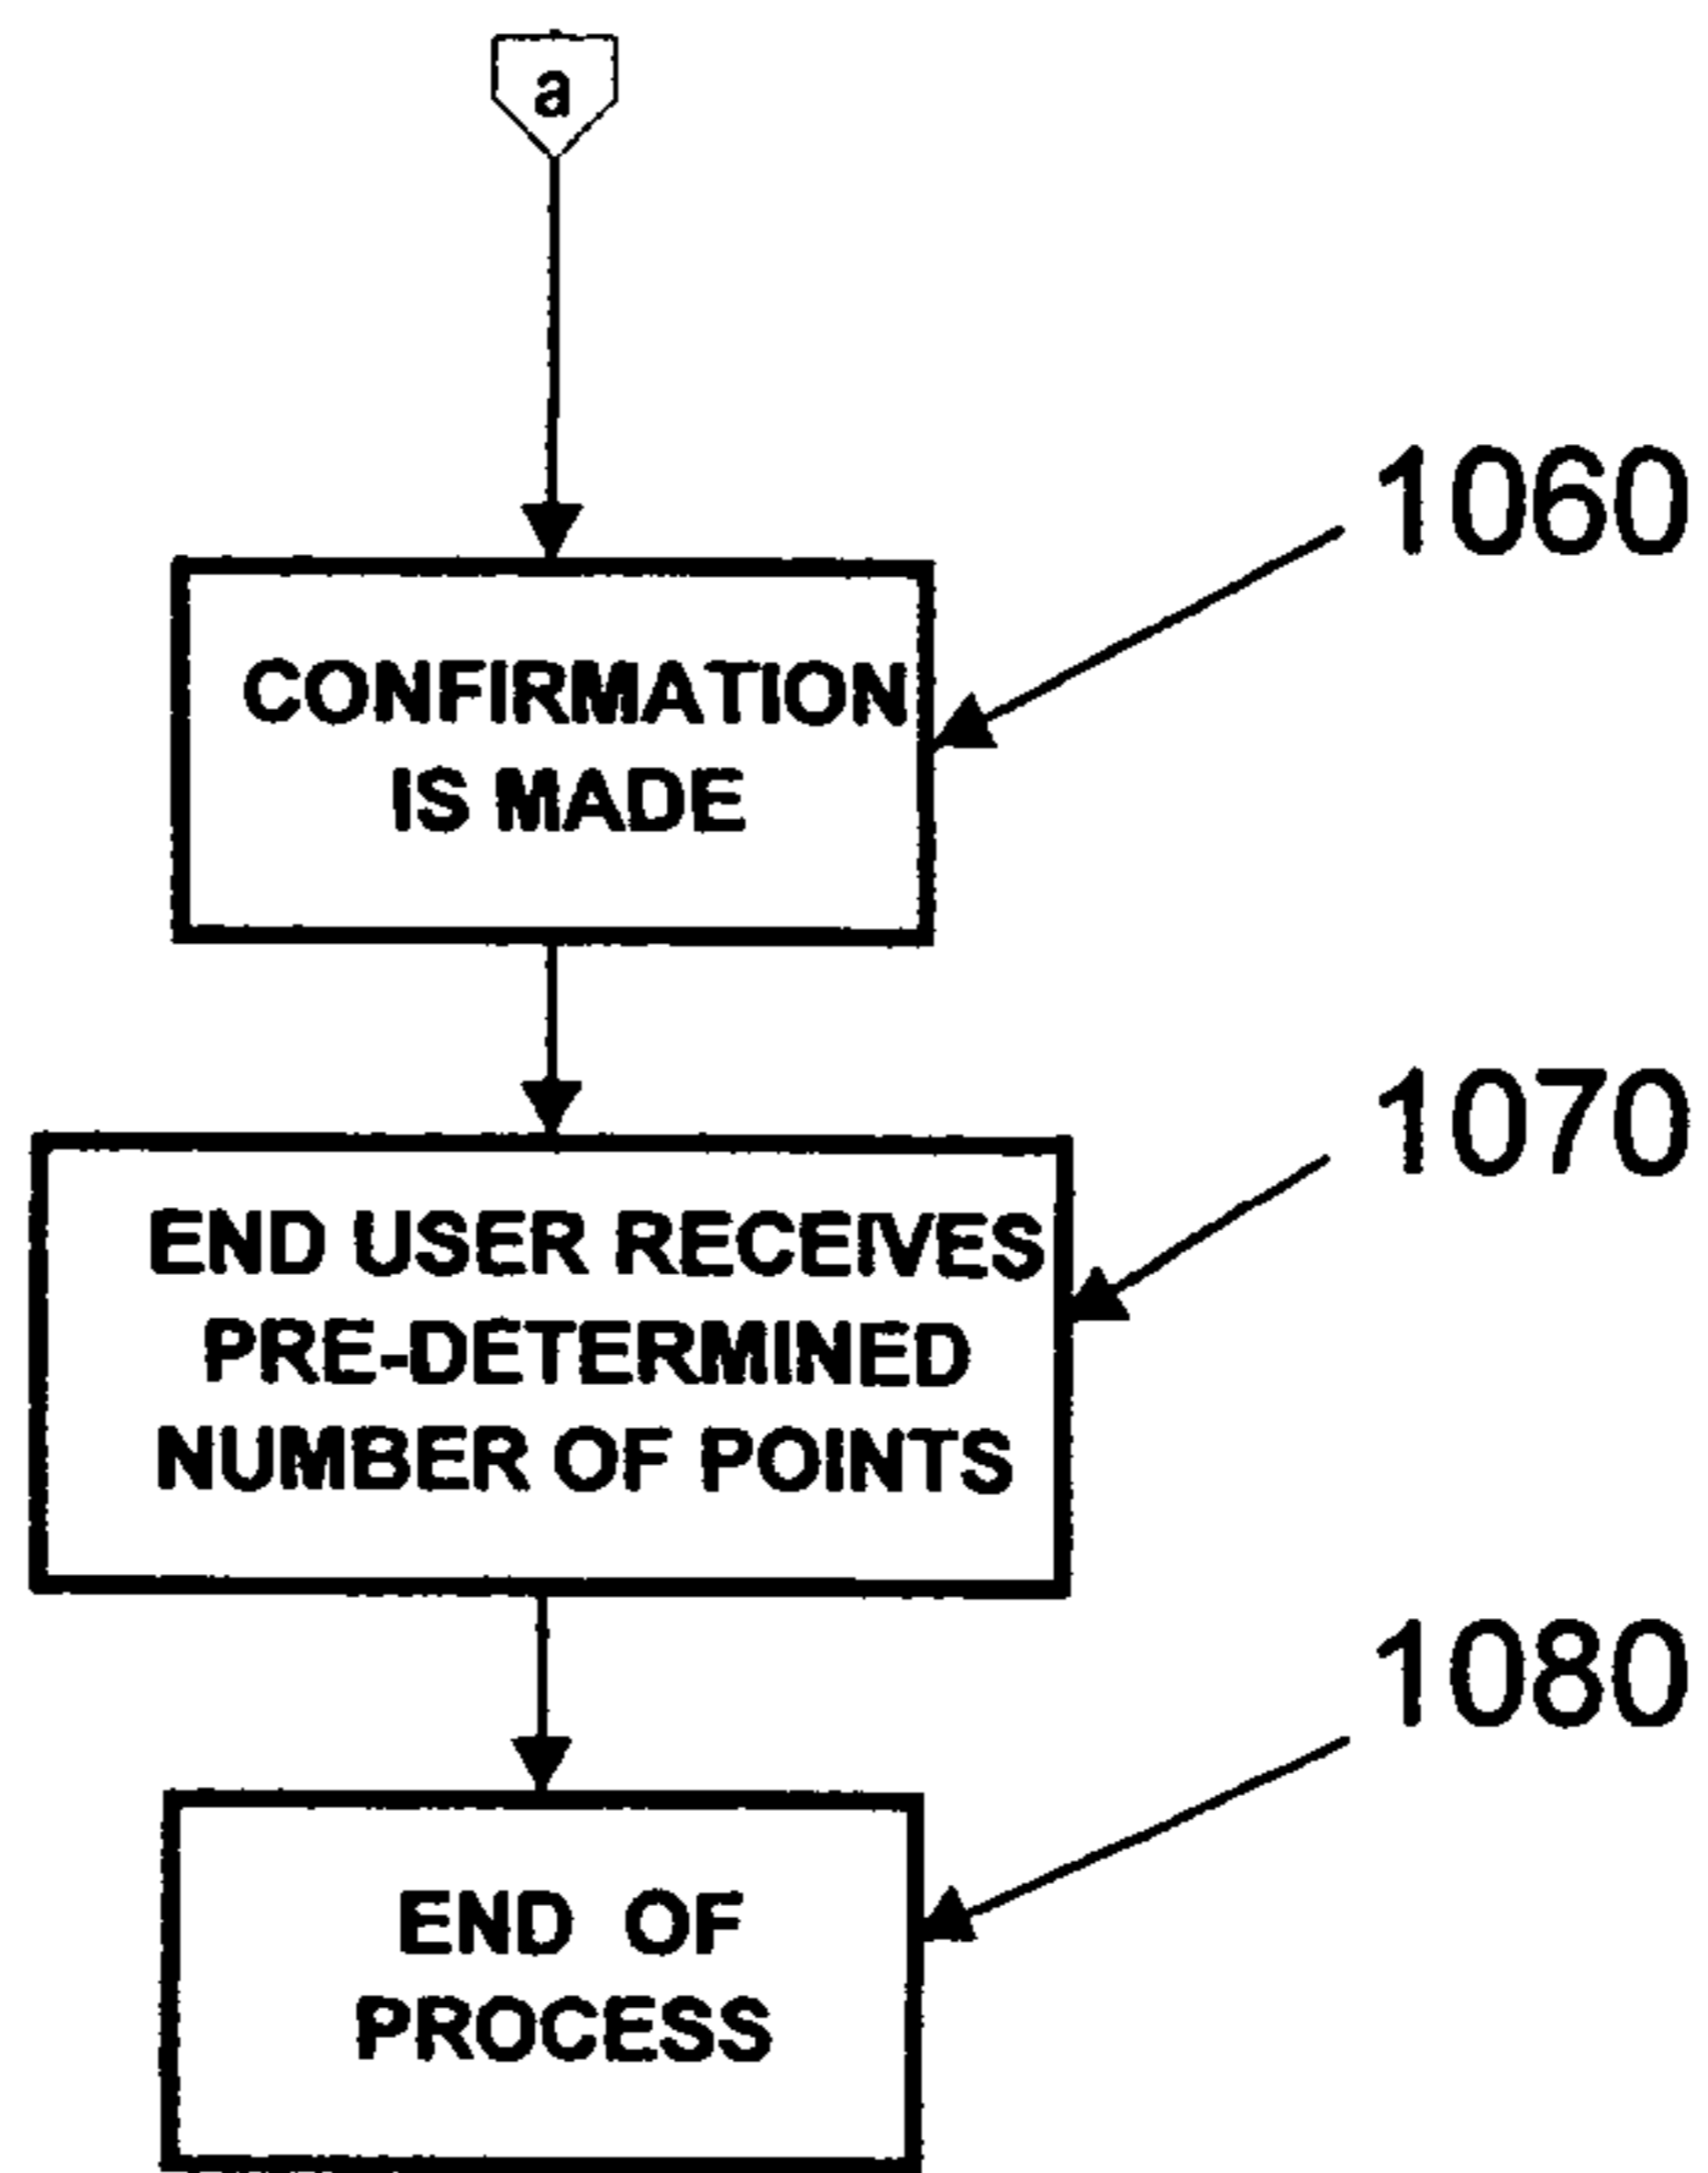 a
1060
CONFIRMATION
IS MADE
1070
END USER RECEIVES
PRE-DETERMINED
NUMBER OF POINTS
1080
END OF
PROCESS